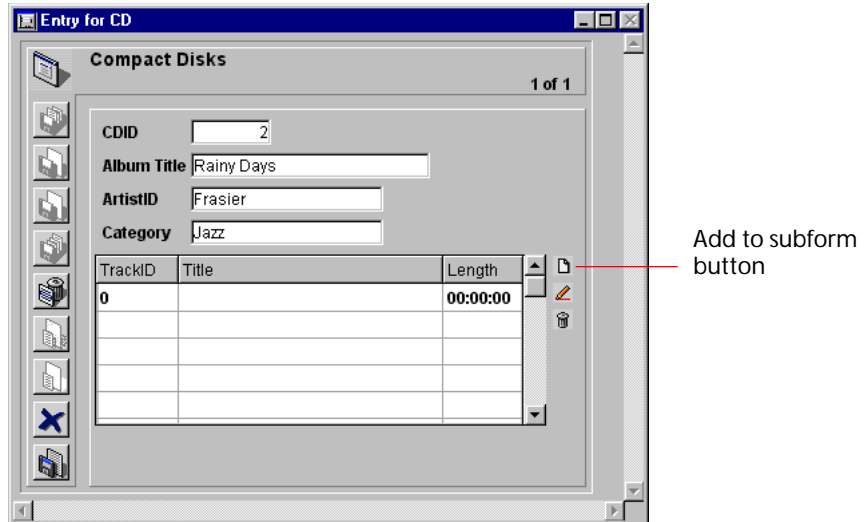 Entry for CD
Compact Disks
1 of 1
CDID 2
Album Title Rainy Days
ArtistID Frasier
Category Jazz
TrackID Title Length
0 00:00:00
Add to subform
button